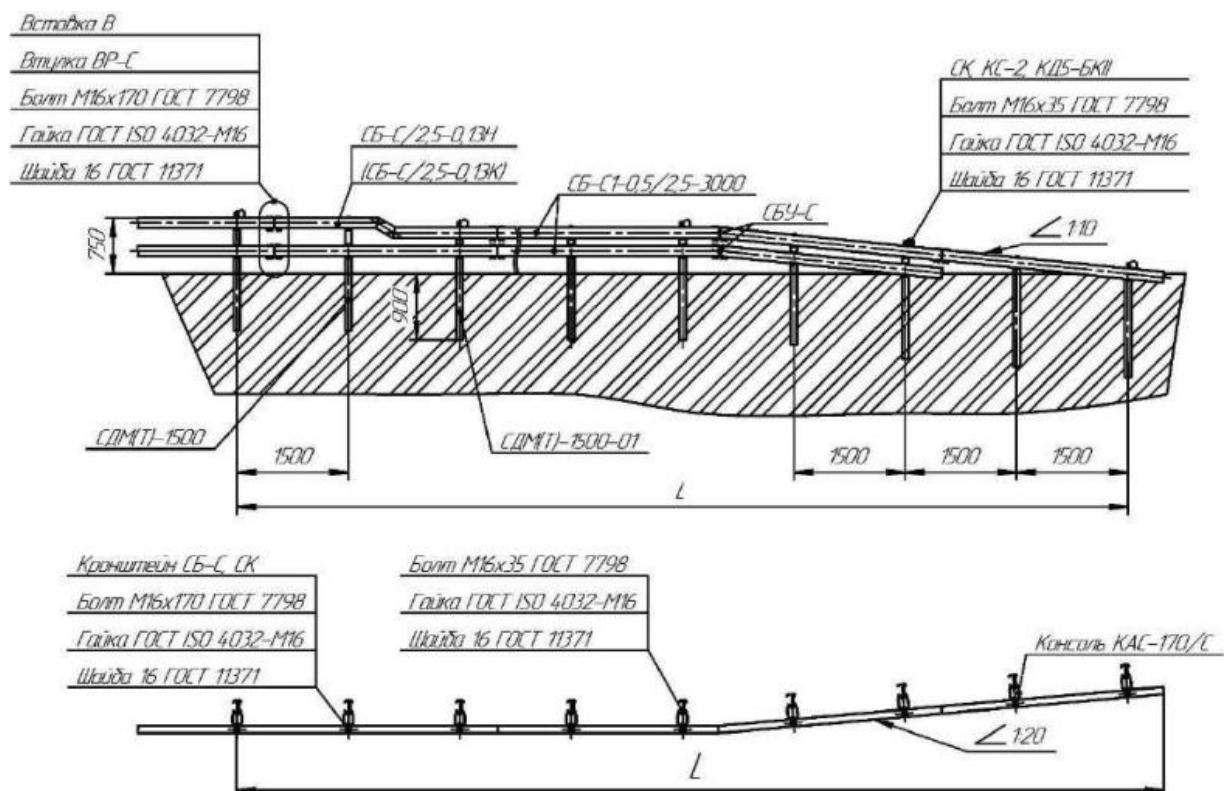 Вставка В
Втулка ВР-С
Болт М16х170 ГОСТ 7798
Гайка ГОСТ ISO 4032-М16
Шайба 16 ГОСТ 11371
СБ-С/2,5-0,13Н
(СБ-С/2,5-0,13К)
СБ-С1-0,5/2,5-3000
СБУ-С
СК, КС-2, КД5-БКII
Болт М16х35 ГОСТ 7798
Гайка ГОСТ ISO 4032-М16
Шайба 16 ГОСТ 11371
∠ 1:10
750
900
СДМ(Т)-1500
СДМ(Т)-1500-01
1500
1500
1500
1500
L
Кронштейн СБ-С, СК
Болт М16х170 ГОСТ 7798
Гайка ГОСТ ISO 4032-М16
Шайба 16 ГОСТ 11371
Болт М16х35 ГОСТ 7798
Гайка ГОСТ ISO 4032-М16
Шайба 16 ГОСТ 11371
Консоль КАС-170/С
∠ 1:20
L